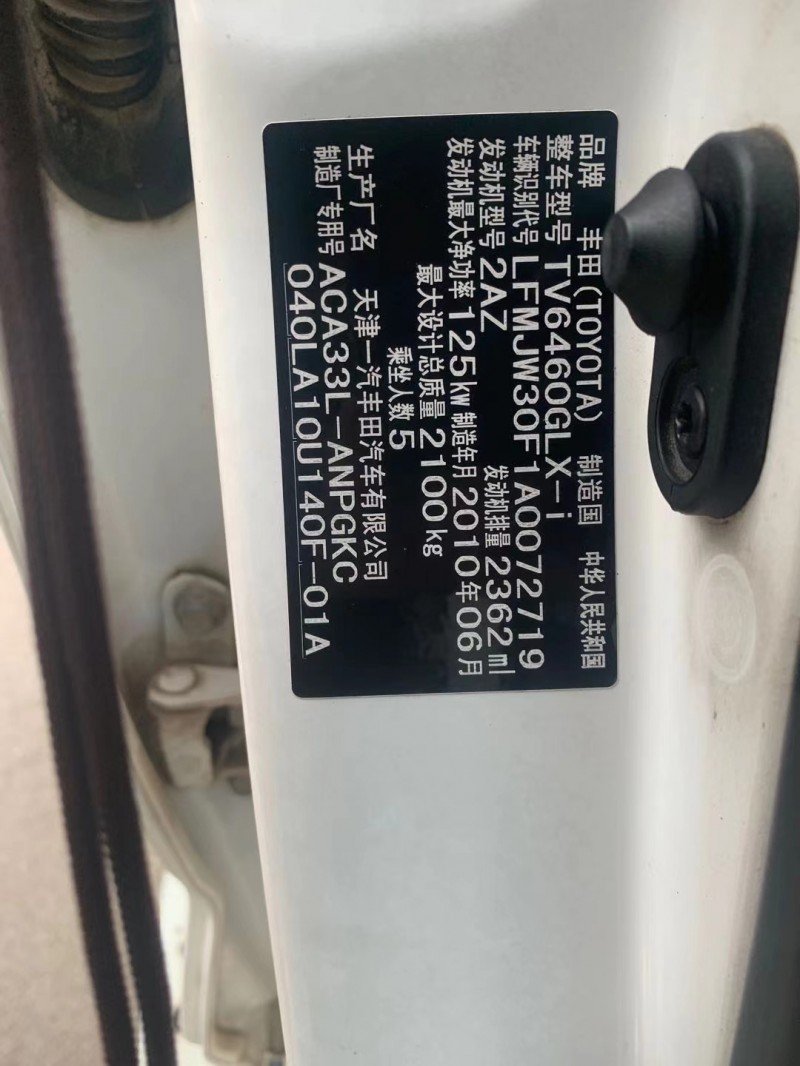 品牌 丰田(TOYOTA) 制造国 中华人民共和国
整车型号 TV6460GLX-i
车辆识别代号 LFMJW30F1A0072719
发动机型号 2AZ 发动机排量 2362ml
发动机最大净功率 125kW 制造年月 2010年06月
最大设计总质量 2100kg
乘坐人数 5
生产厂名 天津一汽丰田汽车有限公司
制造厂专用号 ACA33L-ANPGKC
040LA10U140F-01A